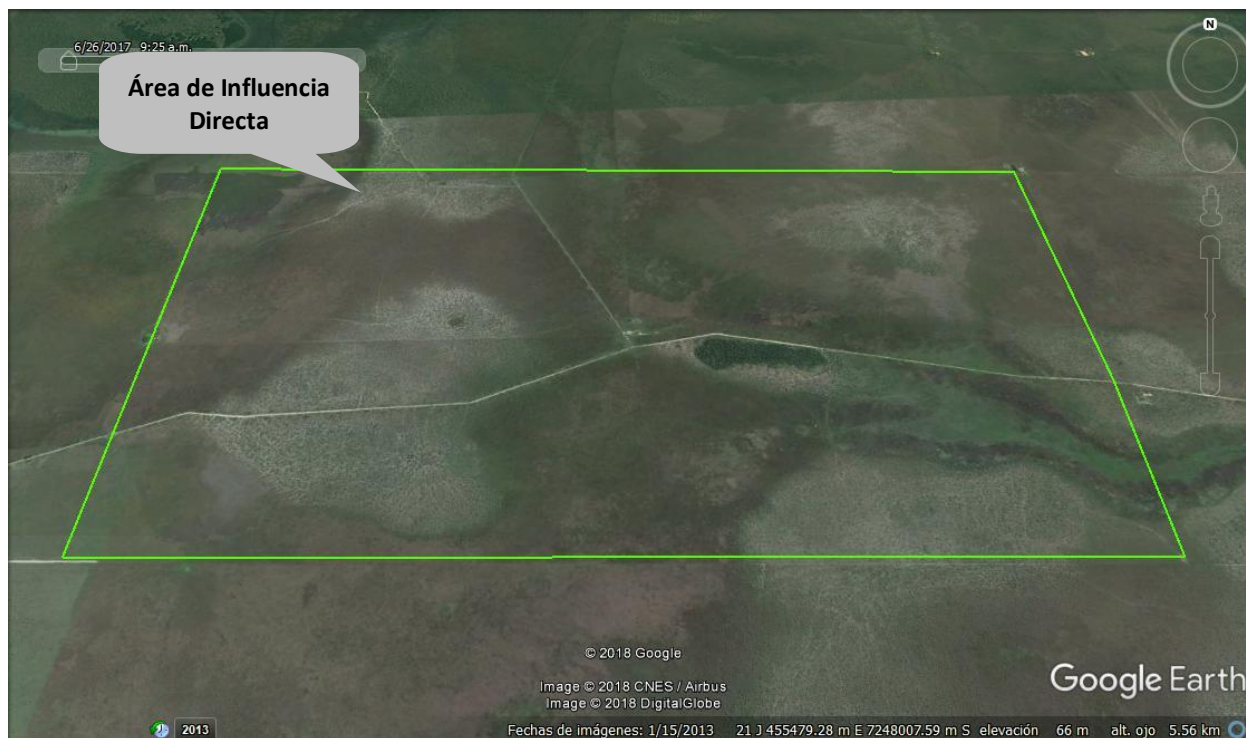 6/26/2017 9:25 a.m.
Área de Influencia
Directa
N
© 2018 Google
Image © 2018 CNES / Airbus
Image © 2018 DigitalGlobe
Google Earth
2013
Fechas de imágenes: 1/15/2013 21 J 455479.28 m E 7248007.59 m S elevación 66 m alt. ojo 5.56 km